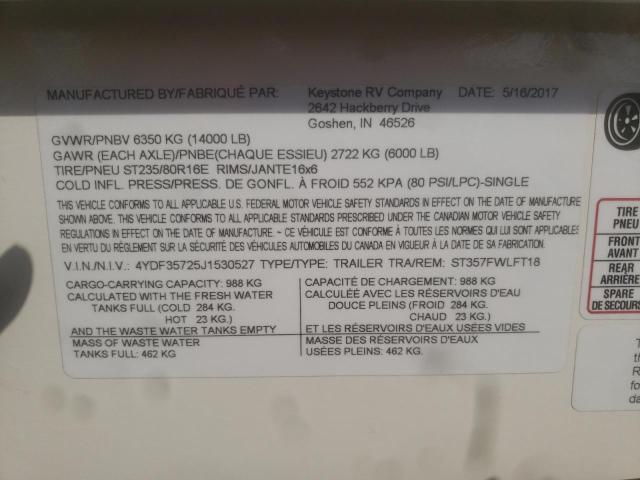 MANUFACTURED BY/FABRIQUÉ PAR: Keystone RV Company DATE: 5/16/2017
2642 Hackberry Drive
Goshen, IN 46526
GVWR/PNBV 6350 KG (14000 LB)
GAWR (EACH AXLE)/PNBE(CHAQUE ESSIEU) 2722 KG (6000 LB)
TIRE/PNEU ST235/80R16E RIMS/JANTE16x6
COLD INFL. PRESS/PRESS. DE GONFL. À FROID 552 KPA (80 PSI/LPC)-SINGLE
THIS VEHICLE CONFORMS TO ALL APPLICABLE U.S. FEDERAL MOTOR VEHICLE SAFETY STANDARDS IN EFFECT ON THE DATE OF MANUFACTURE
SHOWN ABOVE. THIS VEHICLE CONFORMS TO ALL APPLICABLE STANDARDS PRESCRIBED UNDER THE CANADIAN MOTOR VEHICLE SAFETY
REGULATIONS IN EFFECT ON THE DATE OF MANUFACTURE ~ CE VÉHICULE EST CONFORME À TOUTES LES NORMES QUI LUI SONT APPLICABLES
EN VERTU DU RÈGLEMENT SUR LA SÉCURITÉ DES VÉHICULES AUTOMOBILES DU CANADA EN VIGUEUR À LA DATE DE SA FABRICATION.
V.I.N./N.I.V.: 4YDF35725J1530527 TYPE/TYPE: TRAILER TRA/REM: ST357FWLFT18
CARGO-CARRYING CAPACITY: 988 KG
CALCULATED WITH THE FRESH WATER
TANKS FULL (COLD 284 KG.
HOT 23 KG.)
AND THE WASTE WATER TANKS EMPTY
MASS OF WASTE WATER
TANKS FULL: 462 KG
CAPACITÉ DE CHARGEMENT: 988 KG
CALCULÉE AVEC LES RÉSERVOIRS D'EAU
DOUCE PLEINS (FROID 284 KG
CHAUD 23 KG.)
ET LES RÉSERVOIRS D'EAUX USÉES VIDES
MASSE DES RÉSERVOIRS D'EAUX
USÉES PLEINS: 462 KG.
TIRE
PNEU
FRONT
AVANT
REAR
ARRIÈRE
SPARE
DE SECOURS